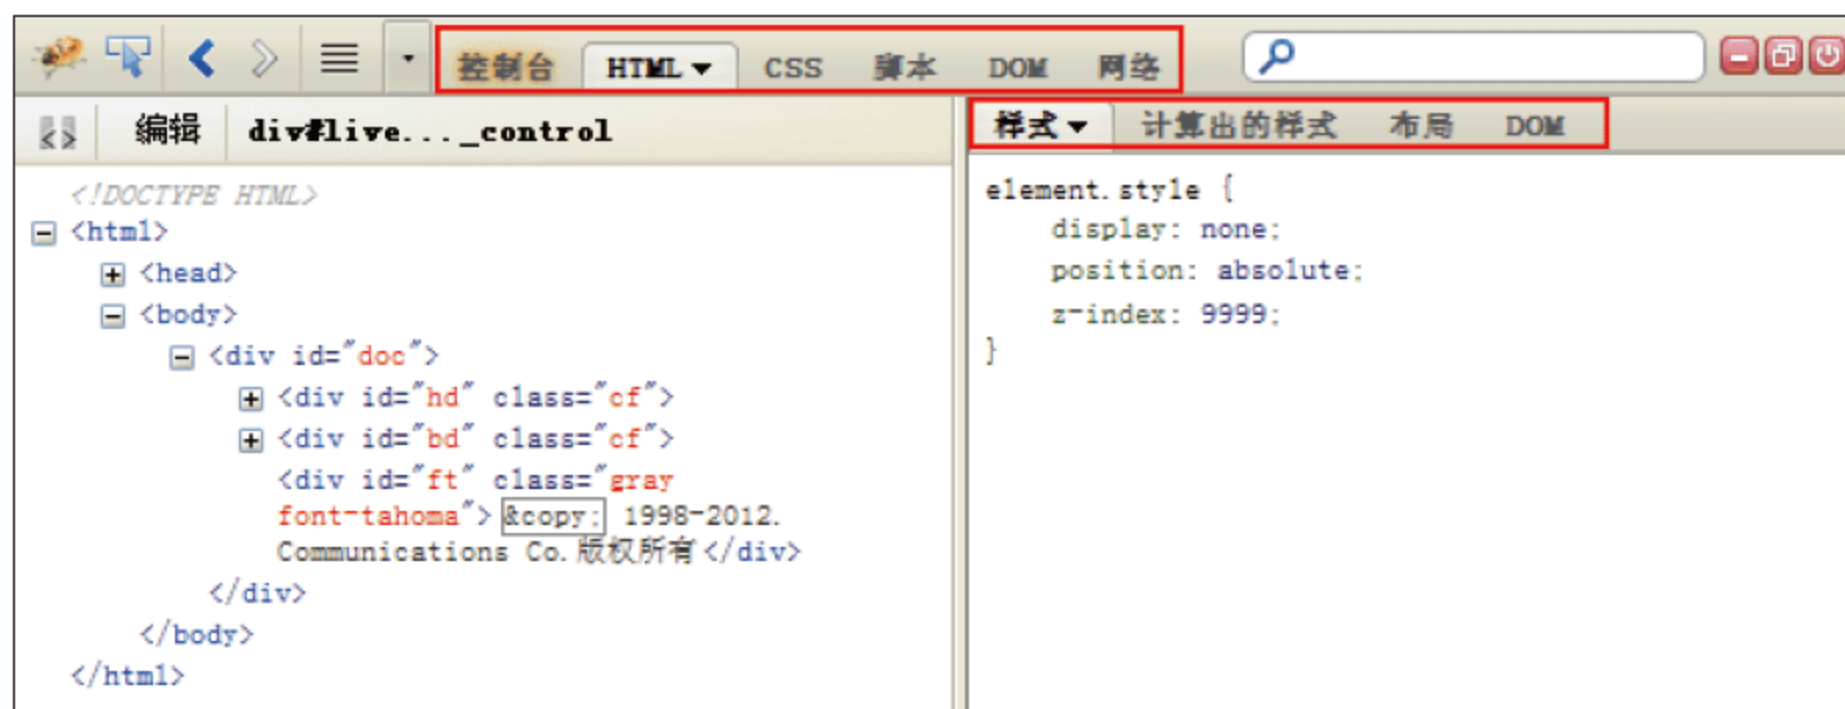 控制台 HTML CSS 脚本 DOM 网络
编辑 div#live..._control
样式 计算出的样式 布局 DOM
<!DOCTYPE HTML>
<html>
<head>
<body>
<div id="doc">
<div id="hd" class="cf">
<div id="bd" class="cf">
<div id="ft" class="gray
font-tahoma">&copy; 1998-2012.
Communications Co.版权所有</div>
</div>
</body>
</html>
element.style {
display: none;
position: absolute;
z-index: 9999;
}